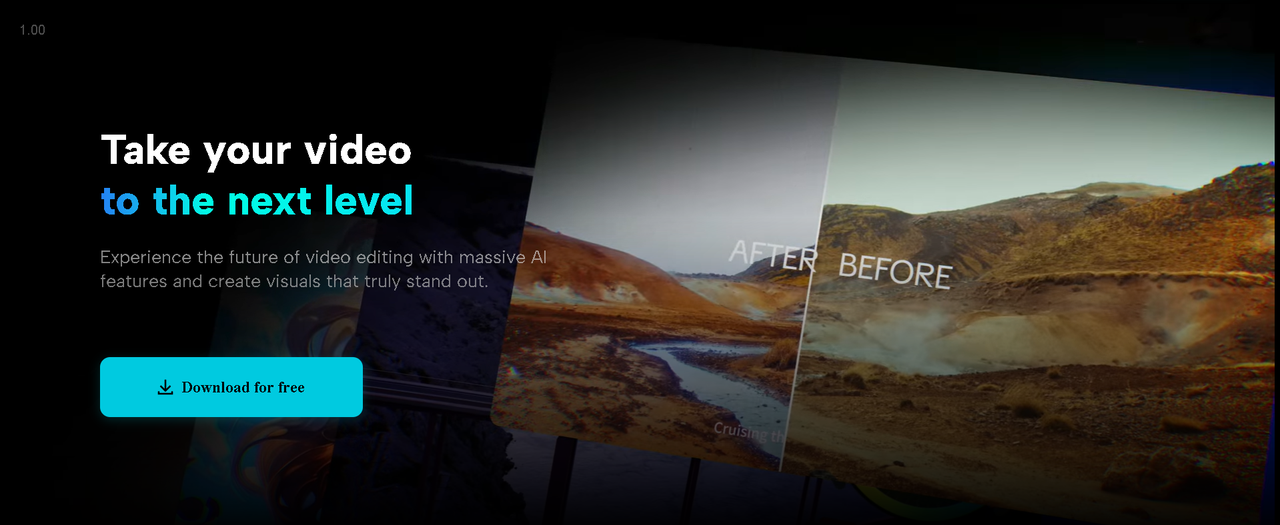 1.00
Take your video
to the next level
Experience the future of video editing with massive AI
features and create visuals that truly stand out.
AFTER BEFORE
Download for free
Cruising th